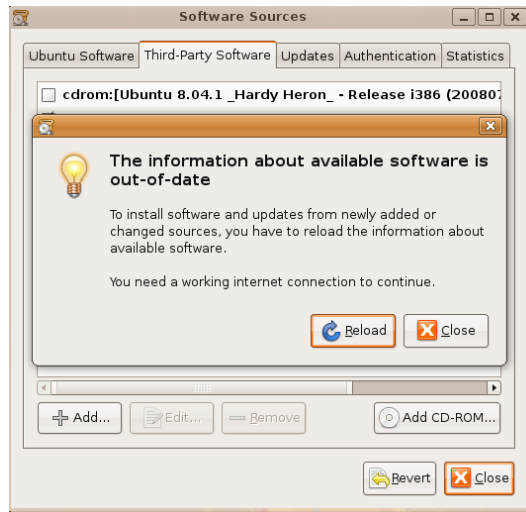 Software Sources
Ubuntu Software Third-Party Software Updates Authentication Statistics
cdrom:[Ubuntu 8.04.1 _Hardy Heron_ - Release i386 (20080
The information about available software is
out-of-date
To install software and updates from newly added or
changed sources, you have to reload the information about
available software.
You need a working internet connection to continue.
Reload Close
Add... Edit... Remove Add CD-ROM...
Revert Close